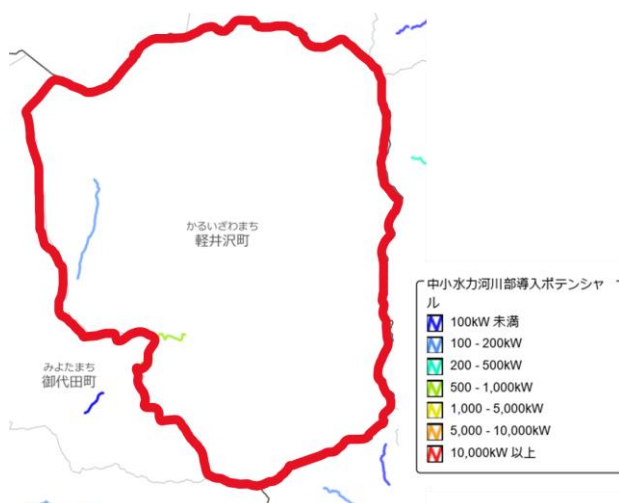 かるいざわまち
軽井沢町
みよたまち
御代田町
中小水力河川部導入ポテンシャ
ル
100kW 未満
100 - 200kW
200 - 500kW
500 - 1,000kW
1,000 - 5,000kW
5,000 - 10,000kW
10,000kW 以上